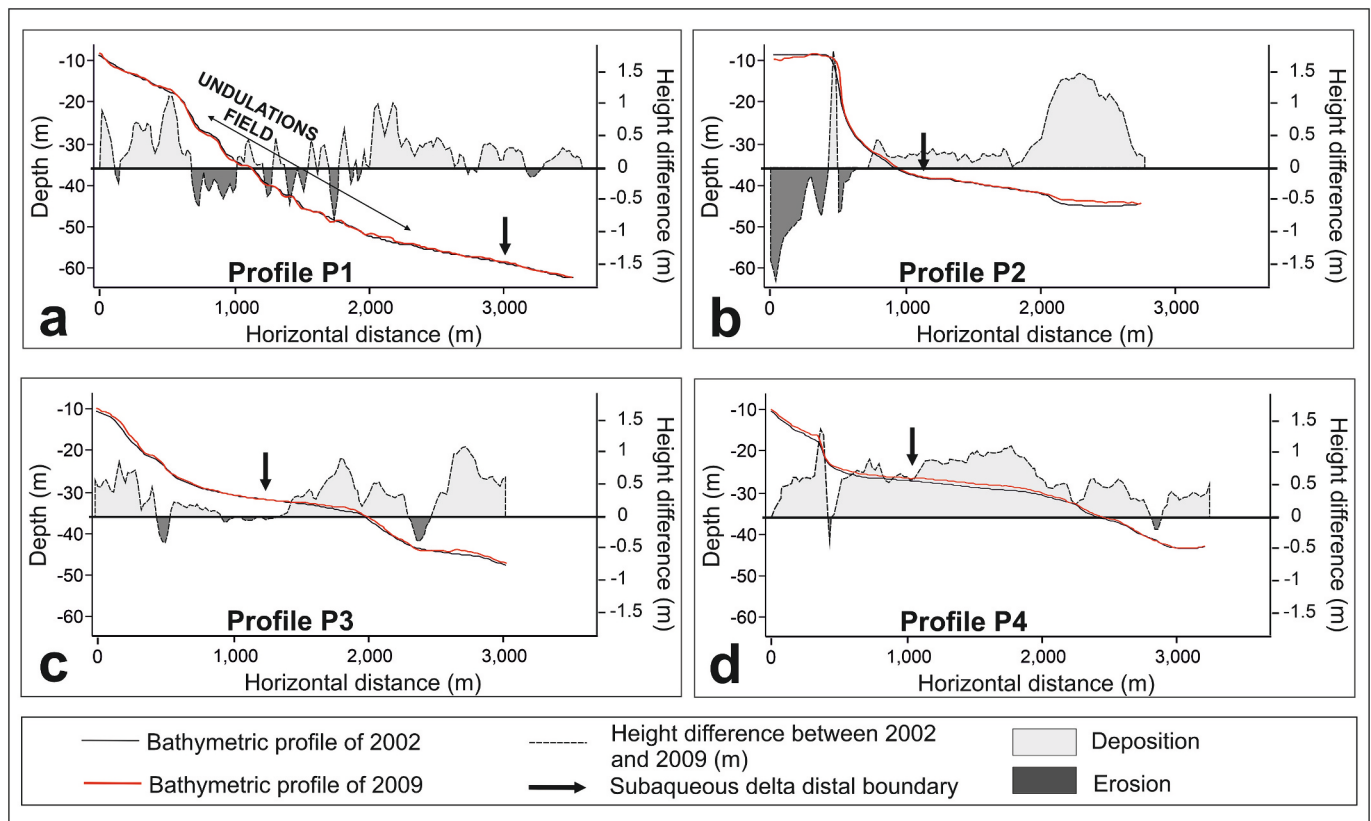 Depth (m)
-10
-20
-30
-40
-50
-60
UNDULATIONS
FIELD
Profile P1
1.5
1
0.5
0
-0.5
-1
-1.5
Height difference (m)
0
1,000
2,000
3,000
a
Horizontal distance (m)
Depth (m)
-10
-20
-30
-40
-50
-60
Profile P2
1.5
1
0.5
0
-0.5
-1
-1.5
Height difference (m)
0
1,000
2,000
3,000
b
Horizontal distance (m)
Depth (m)
-10
-20
-30
-40
-50
-60
Profile P3
1.5
1
0.5
0
-0.5
-1
-1.5
Height difference (m)
0
1,000
2,000
3,000
c
Horizontal distance (m)
Depth (m)
-10
-20
-30
-40
-50
-60
Profile P4
1.5
1
0.5
0
-0.5
-1
-1.5
Height difference (m)
0
1,000
2,000
3,000
d
Horizontal distance (m)
Bathymetric profile of 2002
Bathymetric profile of 2009
Height difference between 2002
and 2009 (m)
Subaqueous delta distal boundary
Deposition
Erosion